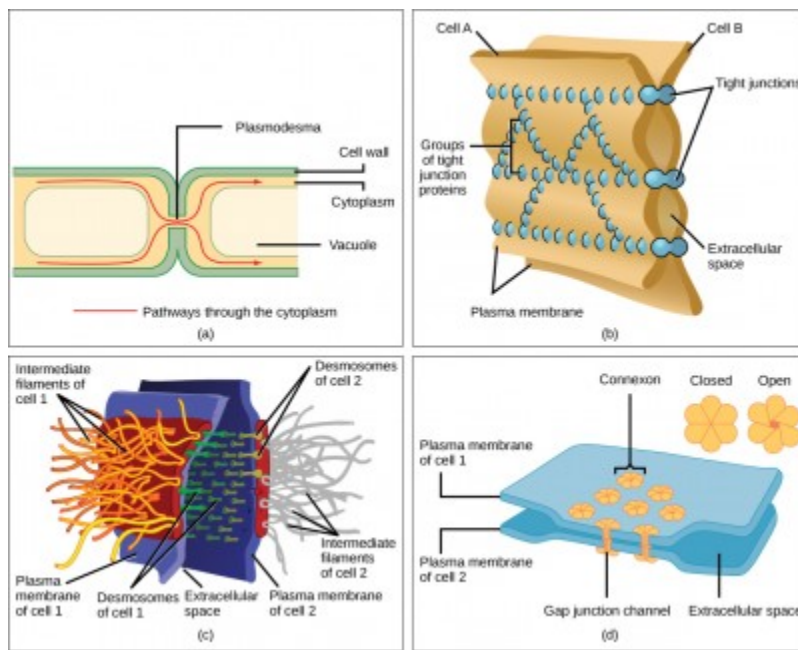 Plasmodesma
Cell wall
Cytoplasm
Vacuole
Pathways through the cytoplasm
(a)
Cell A
Cell B
Tight junctions
Groups
of tight
junction
proteins
Extracellular
space
Plasma membrane
(b)
Intermediate
filaments of
cell 1
Desmosomes
of cell 2
Intermediate
filaments
of cell 2
Plasma
membrane
of cell 1
Desmosomes
of cell 1
Extracellular
space
Plasma membrane
of cell 2
(c)
Connexon
Closed
Open
Plasma membrane
of cell 1
Plasma membrane
of cell 2
Gap junction channel
Extracellular space
(d)